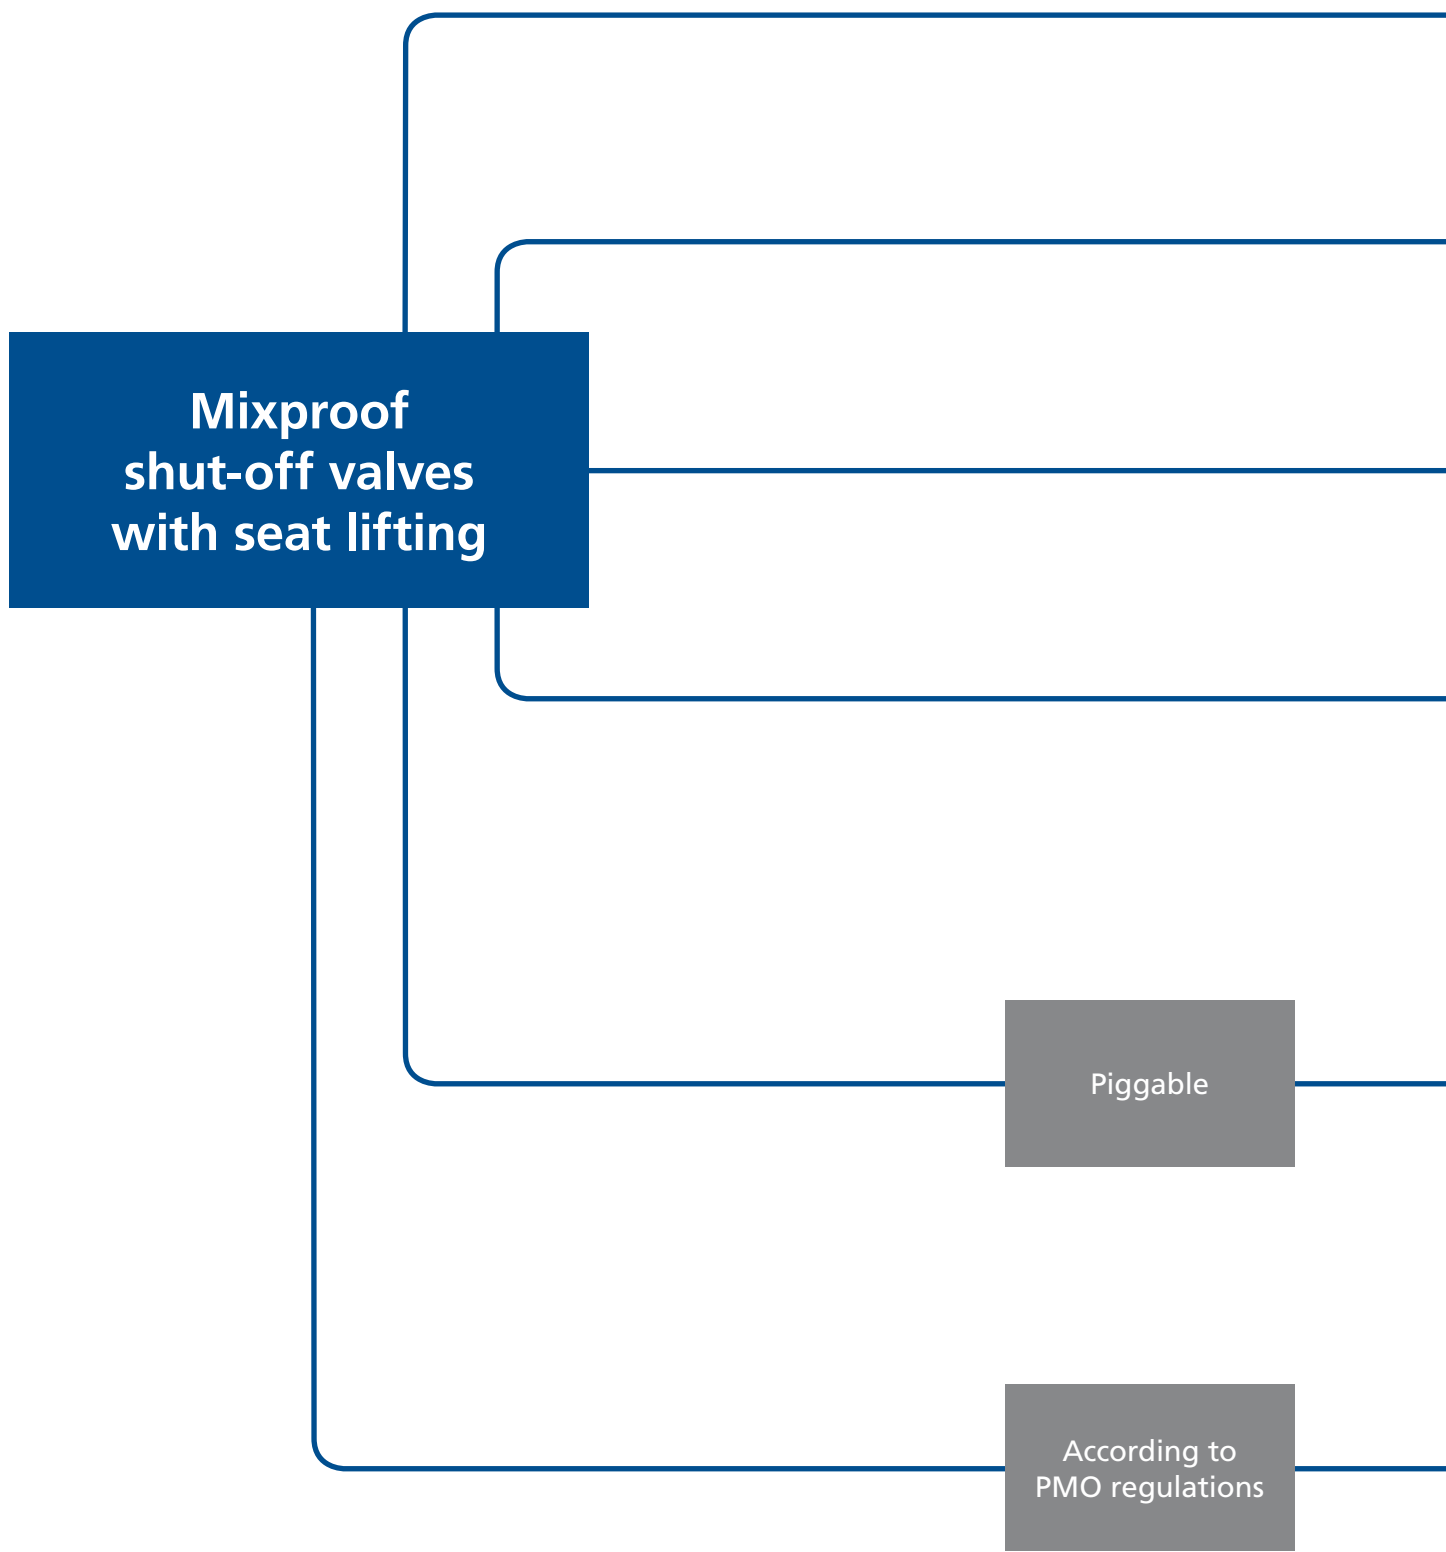 Mixproof
shut-off valves
with seat lifting
Piggable
According to
PMO regulations